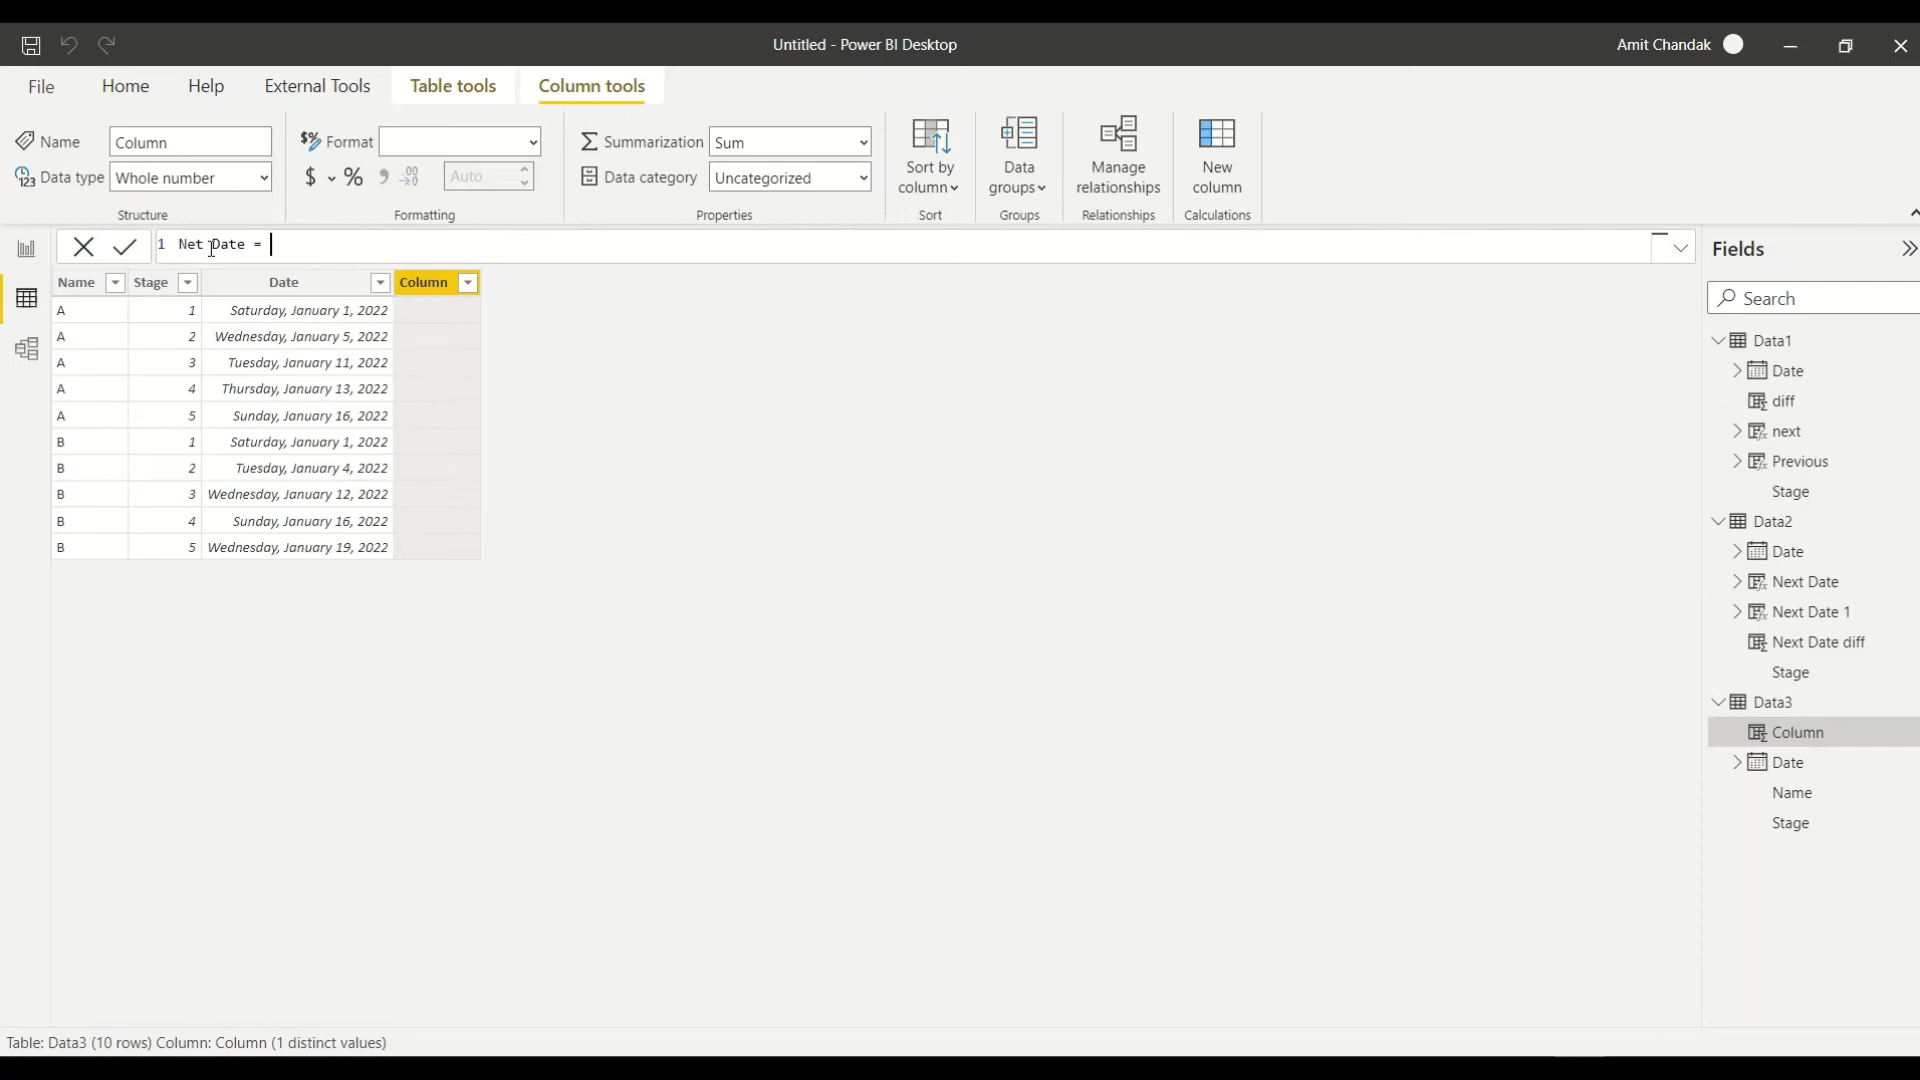 Untitled - Power BI Desktop
Amit Chandak
File
Home
Help
External Tools
Table tools
Column tools
Name
Column
Data type
Whole number
Structure
Format
$
%
Auto
Formatting
Summarization
Sum
Data category
Uncategorized
Properties
Sort by
column
Sort
Data
groups
Groups
Manage
relationships
Relationships
New
column
Calculations
1 Net Date =
Name Stage Date Column
A 1 Saturday, January 1, 2022
A 2 Wednesday, January 5, 2022
A 3 Tuesday, January 11, 2022
A 4 Thursday, January 13, 2022
A 5 Sunday, January 16, 2022
B 1 Saturday, January 1, 2022
B 2 Tuesday, January 4, 2022
B 3 Wednesday, January 12, 2022
B 4 Sunday, January 16, 2022
B 5 Wednesday, January 19, 2022
Fields
Search
Data1
Date
diff
next
Previous
Stage
Data2
Date
Next Date
Next Date 1
Next Date diff
Stage
Data3
Column
Date
Name
Stage
Table: Data3 (10 rows) Column: Column (1 distinct values)